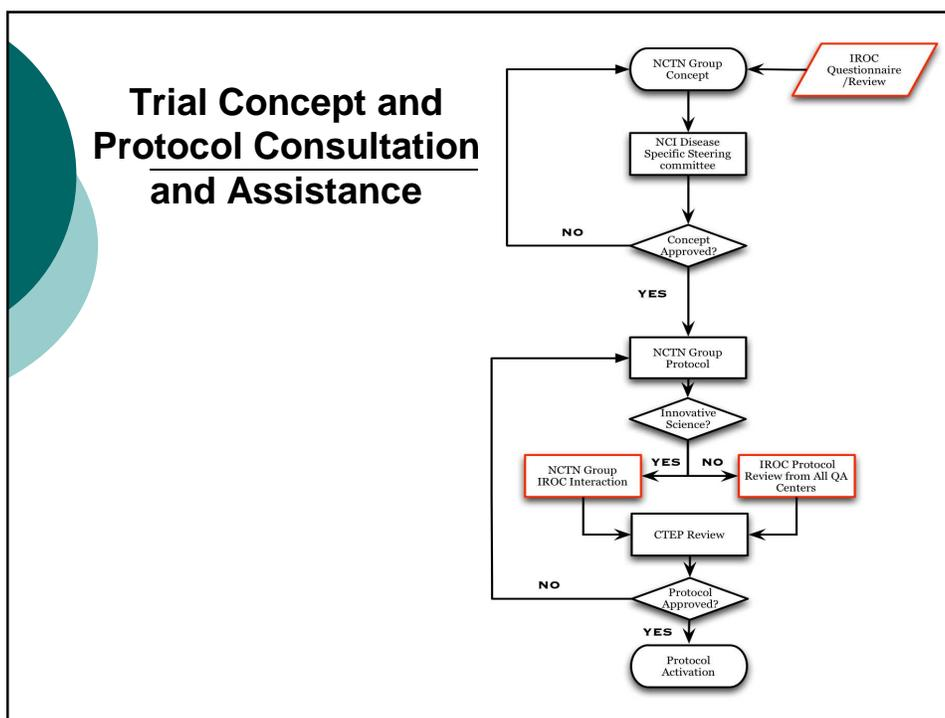 Trial Concept and
Protocol Consultation
and Assistance
NCTN Group
Concept
IROC
Questionnaire
/Review
NCI Disease
Specific Steering
committee
NO
Concept
Approved?
YES
NCTN Group
Protocol
Innovative
Science?
YES
NO
NCTN Group
IROC Interaction
IROC Protocol
Review from All QA
Centers
CTEP Review
NO
Protocol
Approved?
YES
Protocol
Activation